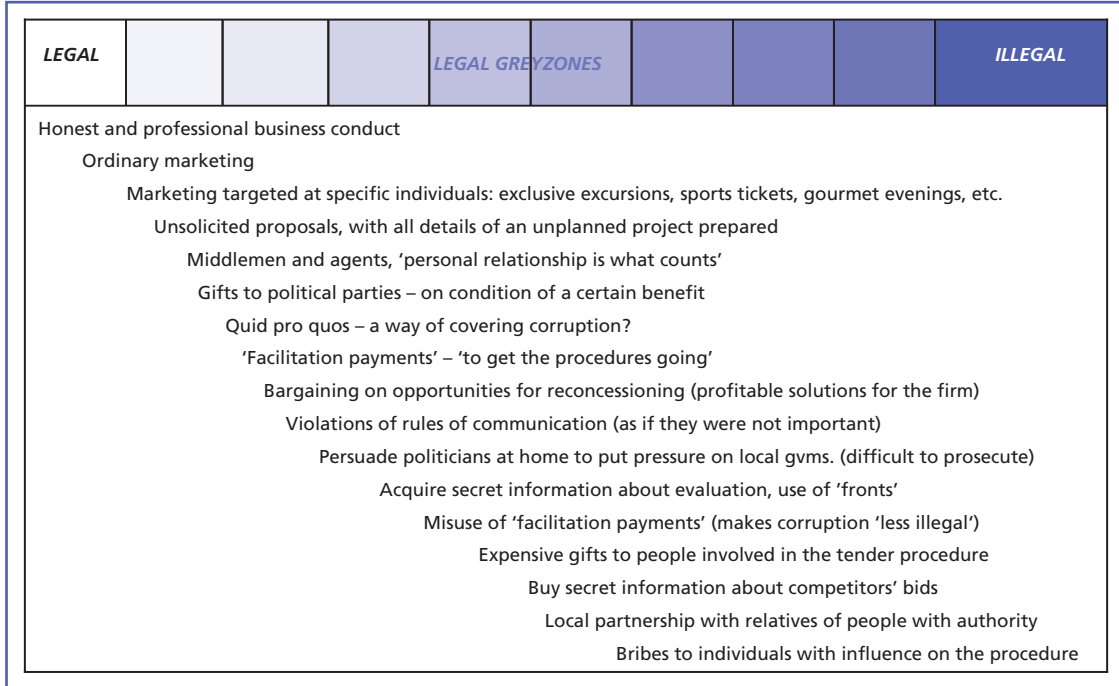 LEGAL
LEGAL GREYZONES
ILLEGAL
Honest and professional business conduct
Ordinary marketing
Marketing targeted at specific individuals: exclusive excursions, sports tickets, gourmet evenings, etc.
Unsolicited proposals, with all details of an unplanned project prepared
Middlemen and agents, ‘personal relationship is what counts’
Gifts to political parties – on condition of a certain benefit
Quid pro quos – a way of covering corruption?
‘Facilitation payments’ – ‘to get the procedures going’
Bargaining on opportunities for reconcessioning (profitable solutions for the firm)
Violations of rules of communication (as if they were not important)
Persuade politicians at home to put pressure on local gvms. (difficult to prosecute)
Acquire secret information about evaluation, use of ’fronts’
Misuse of ‘facilitation payments’ (makes corruption ‘less illegal’)
Expensive gifts to people involved in the tender procedure
Buy secret information about competitors’ bids
Local partnership with relatives of people with authority
Bribes to individuals with influence on the procedure